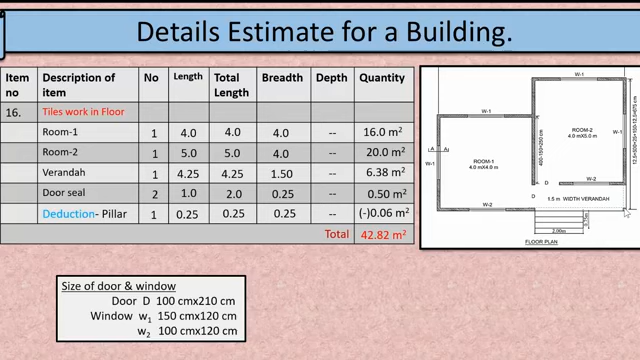 Details Estimate for a Building.
Item no Description of item No Length Total Length Breadth Depth Quantity
16. Tiles work in Floor
Room-1 1 4.0 4.0 4.0 -- 16.0 m²
Room-2 1 5.0 5.0 4.0 -- 20.0 m²
Verandah 1 4.25 4.25 1.50 -- 6.38 m²
Door seal 2 1.0 2.0 0.25 -- 0.50 m²
Deduction- Pillar 1 0.25 0.25 0.25 -- (-)0.06 m²
Total 42.82 m²
W-1
W-1
ROOM-2
4.0 mX5.0 m
W-1
A
A
W-1
ROOM-1
4.0 mX4.0 m
W-2
D
D
1.5 m WIDTH VERANDAH
W-2
2.00m
FLOOR PLAN
Size of door & window
Door D 100 cmx210 cm
Window w₁ 150 cmx120 cm
w₂ 100 cmx120 cm